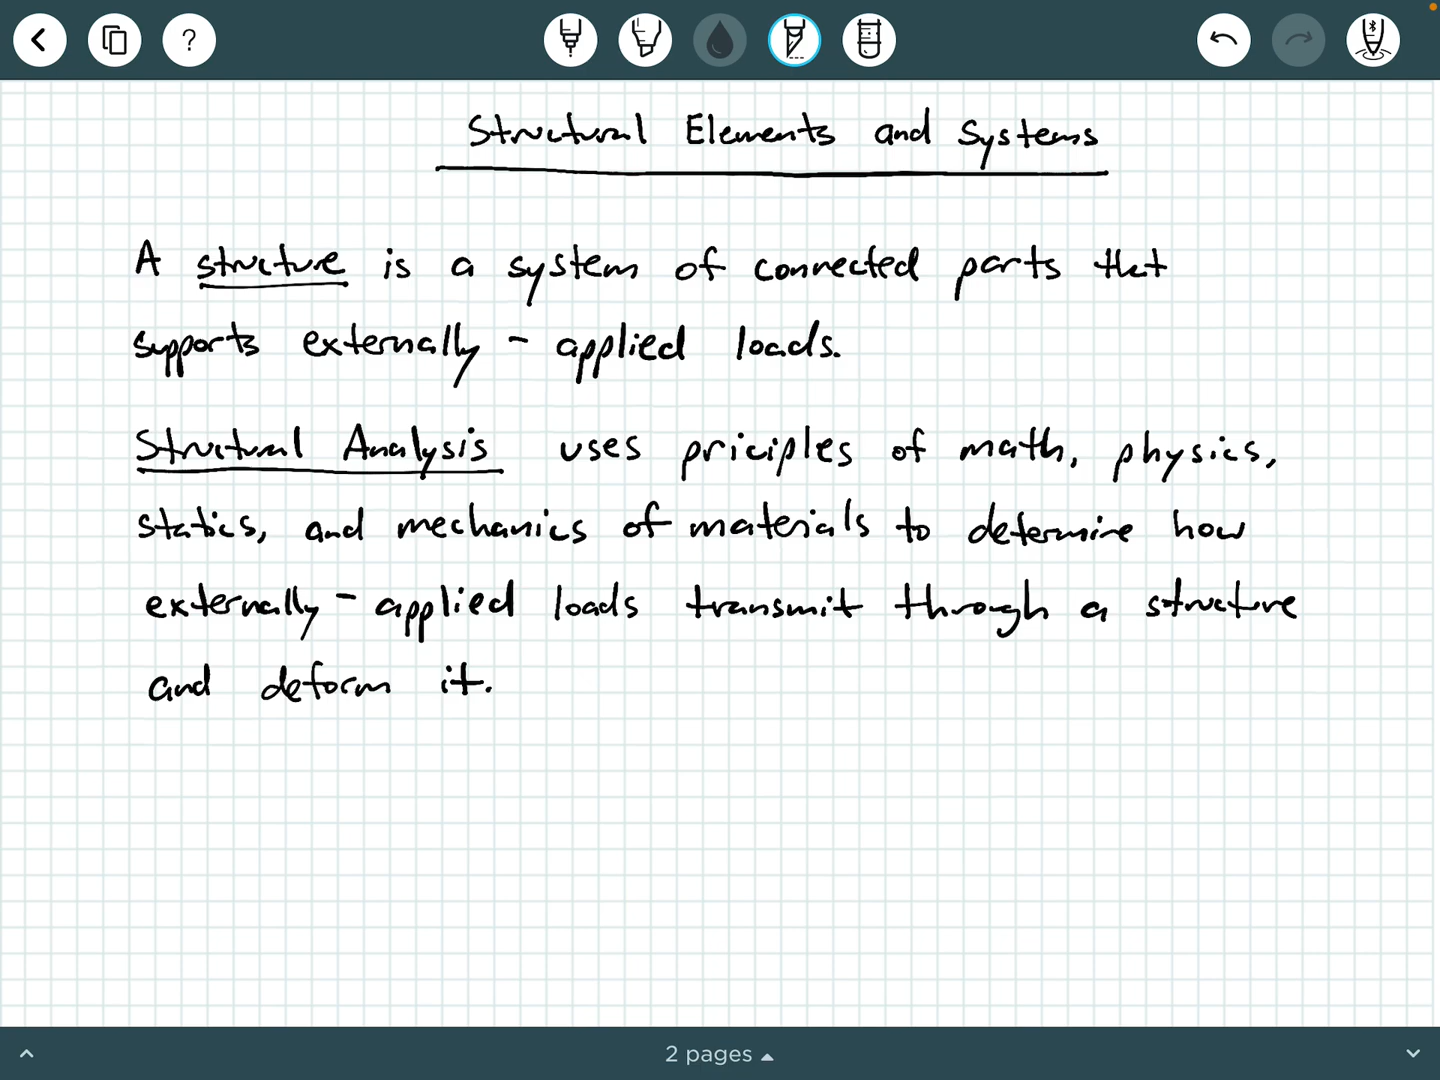 ?
Structural Elements and Systems
A structure is a system of connected parts that
supports externally - applied loads.
Structural Analysis uses priciples of math, physics,
statics, and mechanics of materials to determine how
externally - applied loads transmit through a structure
and deform it.
2 pages